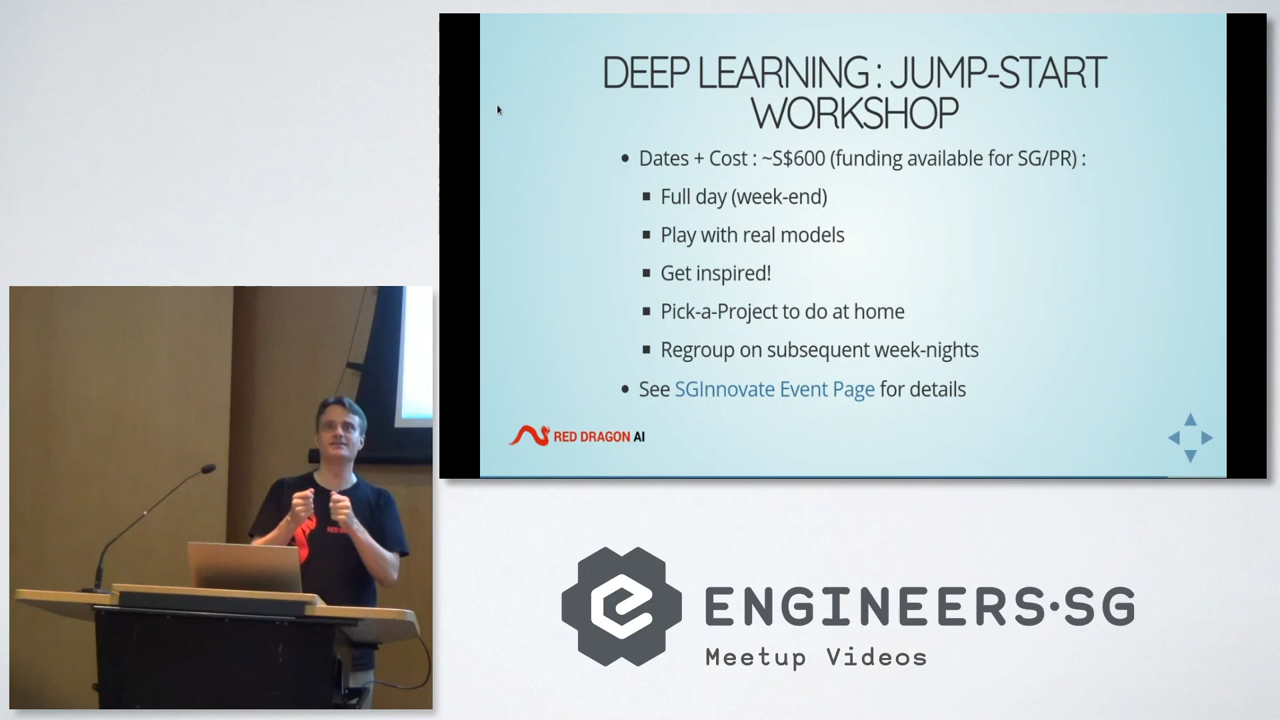 DEEP LEARNING : JUMP-START
WORKSHOP
• Dates + Cost : ~S$600 (funding available for SG/PR) :
▪ Full day (week-end)
▪ Play with real models
▪ Get inspired!
▪ Pick-a-Project to do at home
▪ Regroup on subsequent week-nights
• See SGInnovate Event Page for details
RED DRAGON AI
ENGINEERS·SG
Meetup Videos